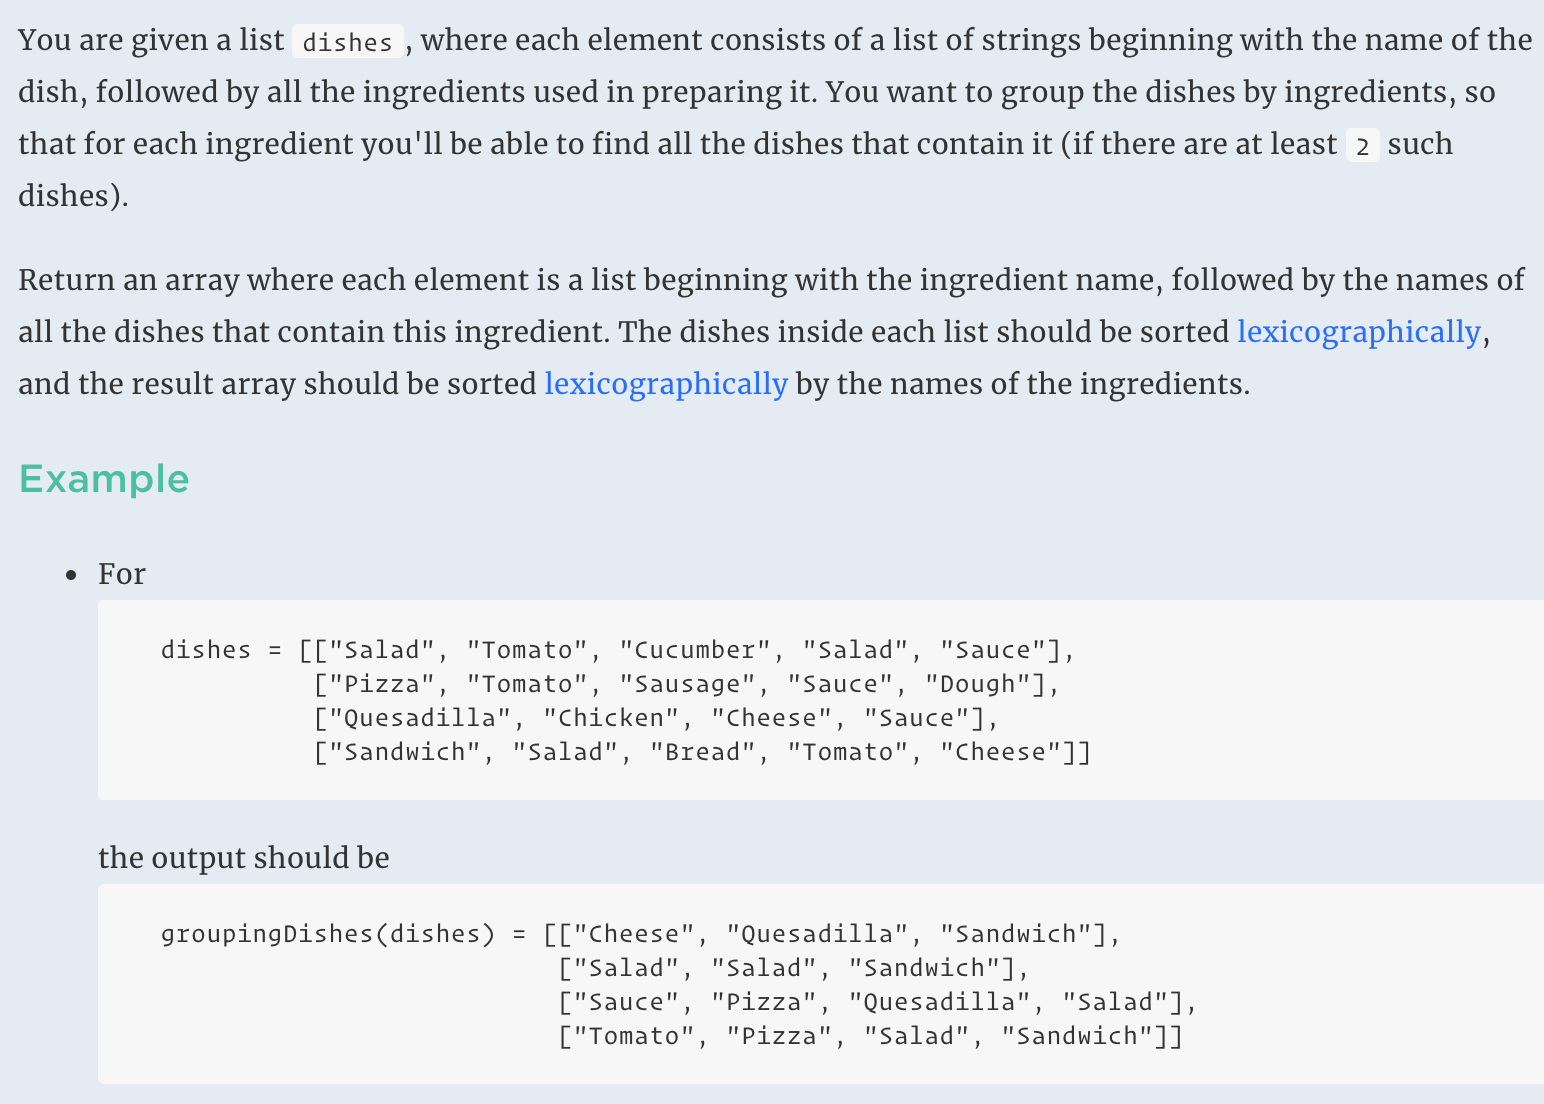 You are given a list dishes, where each element consists of a list of strings beginning with the name of the
dish, followed by all the ingredients used in preparing it. You want to group the dishes by ingredients, so
that for each ingredient you'll be able to find all the dishes that contain it (if there are at least 2 such
dishes).
Return an array where each element is a list beginning with the ingredient name, followed by the names of
all the dishes that contain this ingredient. The dishes inside each list should be sorted lexicographically,
and the result array should be sorted lexicographically by the names of the ingredients.
Example
• For
dishes = [["Salad", "Tomato", "Cucumber", "Salad", "Sauce"],
["Pizza", "Tomato", "Sausage", "Sauce", "Dough"],
["Quesadilla", "Chicken", "Cheese", "Sauce"],
["Sandwich", "Salad", "Bread", "Tomato", "Cheese"]]
the output should be
groupingDishes(dishes) = [["Cheese", "Quesadilla", "Sandwich"],
["Salad", "Salad", "Sandwich"],
["Sauce", "Pizza", "Quesadilla", "Salad"],
["Tomato", "Pizza", "Salad", "Sandwich"]]